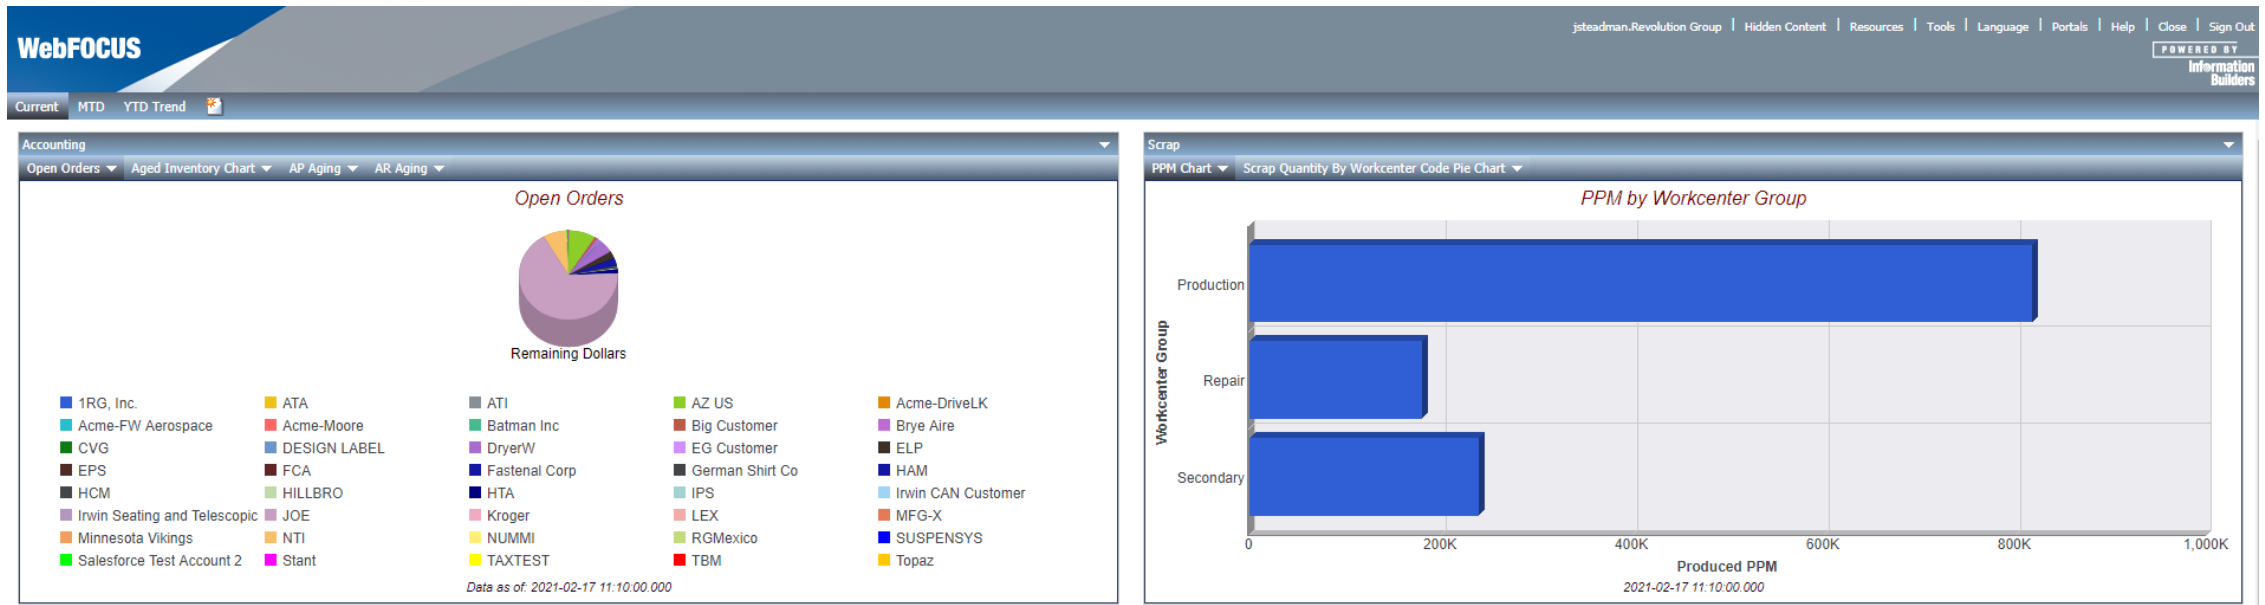 WebFOCUS
jsteadman.Revolution Group | Hidden Content | Resources | Tools | Language | Portals | Help | Close | Sign Out
POWERED BY
Information
Builders
Current MTD YTD Trend
Accounting
Open Orders Aged Inventory Chart AP Aging AR Aging
Open Orders
Remaining Dollars
1RG, Inc. ATA ATI AZ US Acme-DriveLK
Acme-FW Aerospace Acme-Moore Batman Inc Big Customer Brye Aire
CVG DESIGN LABEL DryerW EG Customer ELP
EPS FCA Fastenal Corp German Shirt Co HAM
HCM HILLBRO HTA IPS Irwin CAN Customer
Irwin Seating and Telescopic JOE Kroger LEX MFG-X
Minnesota Vikings NTI NUMMI RGMexico SUSPENSYS
Salesforce Test Account 2 Stant TAXTEST TBM Topaz
Data as of: 2021-02-17 11:10:00.000
Scrap
PPM Chart Scrap Quantity By Workcenter Code Pie Chart
PPM by Workcenter Group
Workcenter Group
Production
Repair
Secondary
0 200K 400K 600K 800K 1,000K
Produced PPM
2021-02-17 11:10:00.000